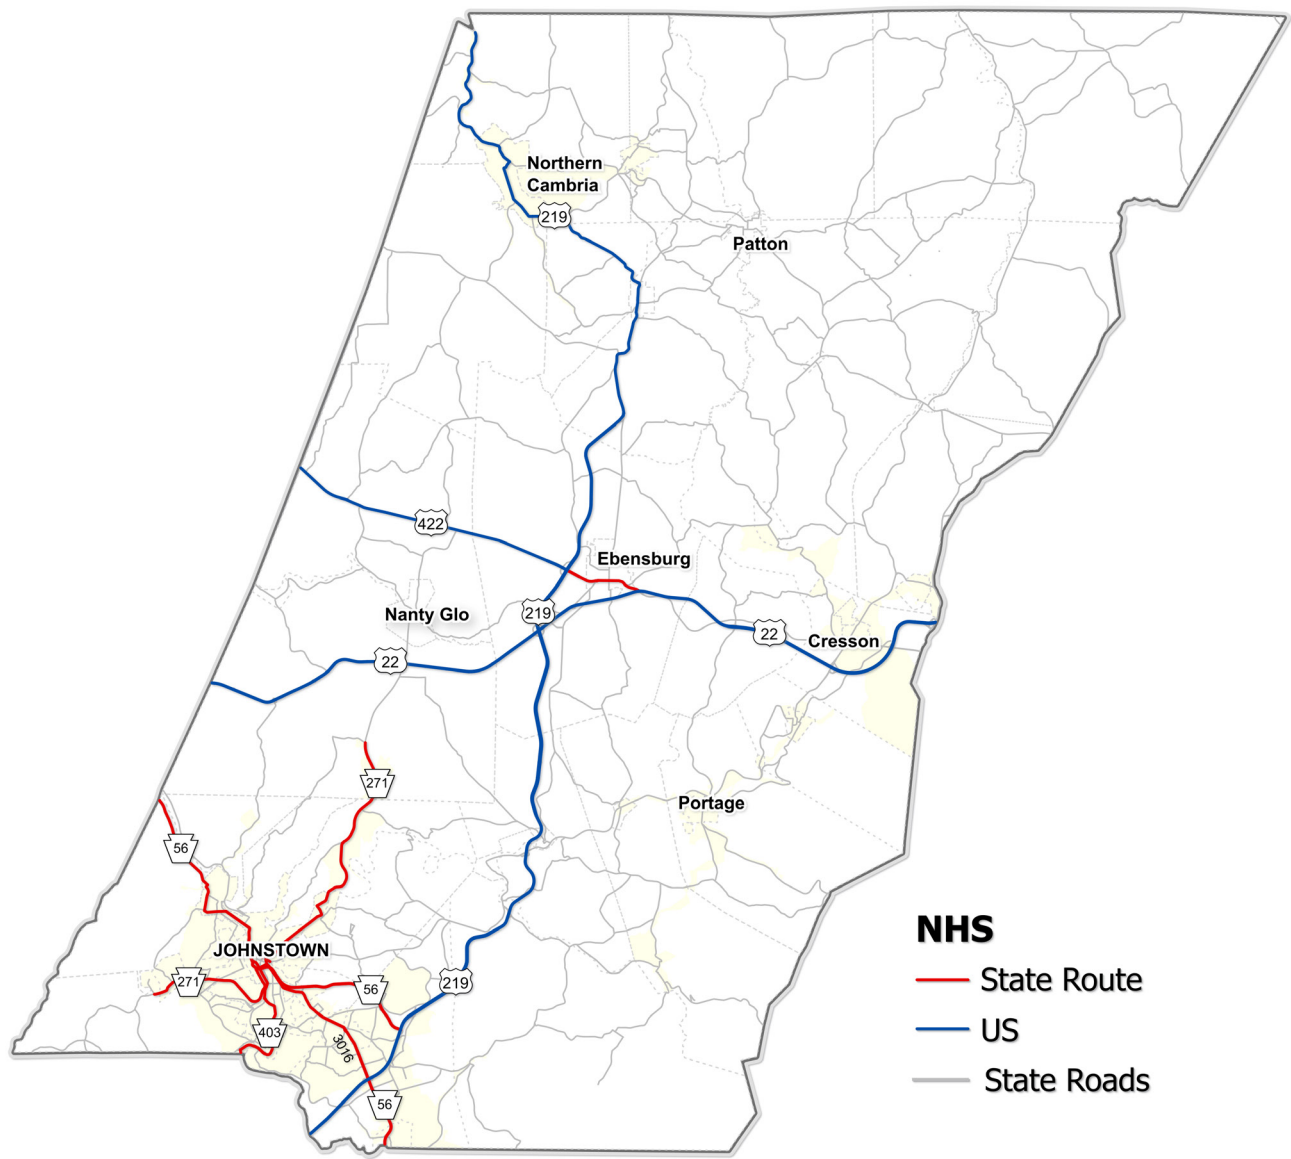 Northern
Cambria
219
Patton
422
Ebensburg
219
Nanty Glo
22
Cresson
22
271
Portage
56
JOHNSTOWN
271
56
219
403
3016
56
NHS
State Route
US
State Roads